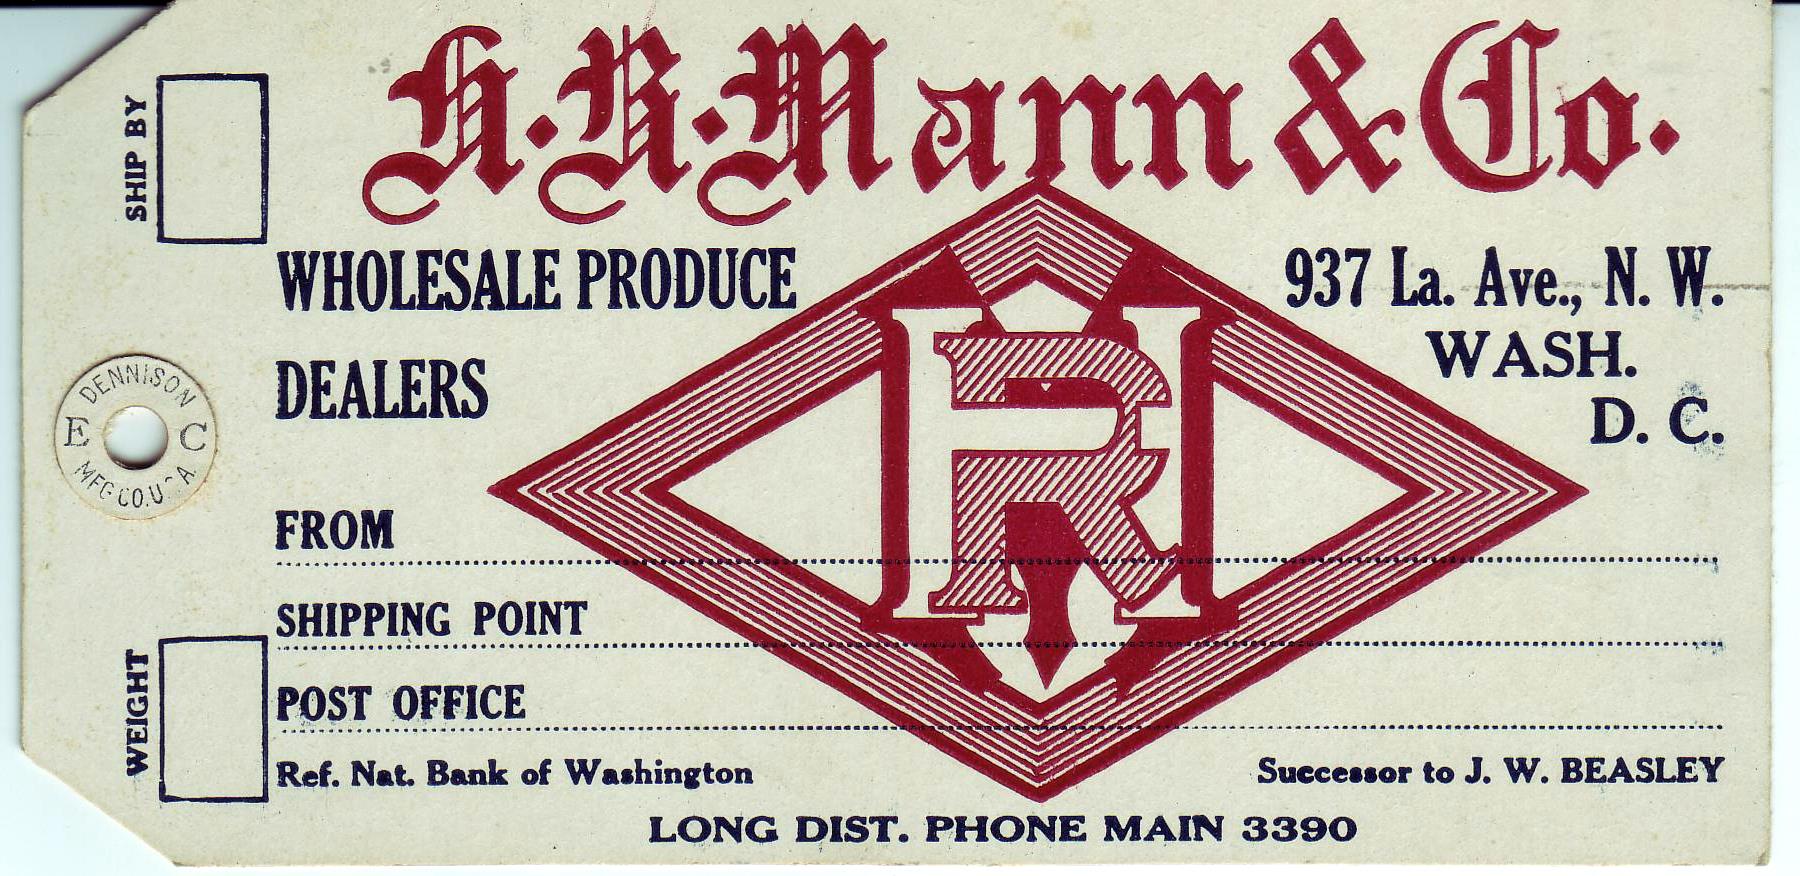 H. R. Mann & Co.
SHIP BY
WHOLESALE PRODUCE
937 La. Ave., N. W.
WASH.
DEALERS
D. C.
DENNISON
E C
MFG CO. U.S.A.
R
FROM
SHIPPING POINT
POST OFFICE
WEIGHT
Ref. Nat. Bank of Washington
Successor to J. W. BEASLEY
LONG DIST. PHONE MAIN 3390